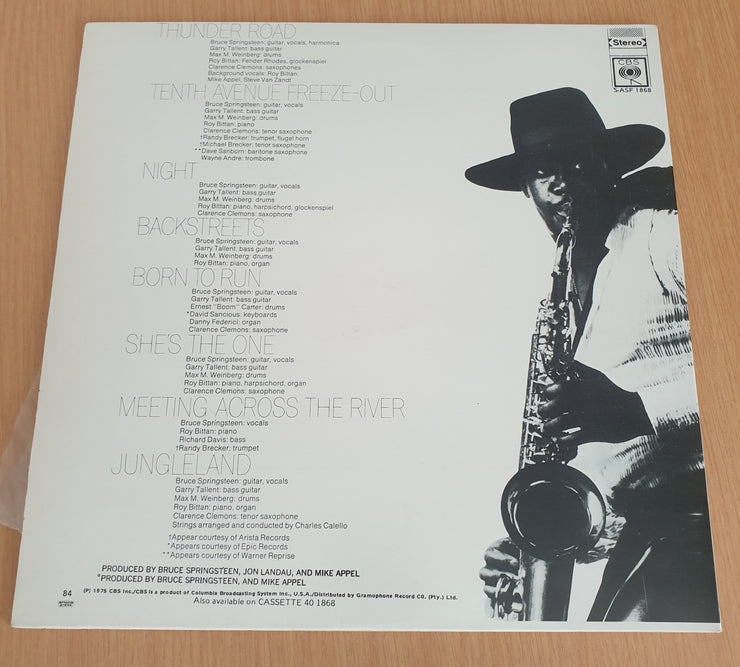 THUNDER ROAD
Bruce Springsteen: guitar, vocals, harmonica
Garry Tallent: bass guitar
Max M. Weinberg: drums
Roy Bittan: Fender Rhodes, glockenspiel
Clarence Clemons: saxophones
Background vocals: Roy Bittan,
Mike Appel, Steve Van Zandt
TENTH AVENUE FREEZE-OUT
Bruce Springsteen: guitar, vocals
Garry Tallent: bass guitar
Max M. Weinberg: drums
Roy Bittan: piano
Clarence Clemons: tenor saxophone
†Randy Brecker: trumpet, flugel horn
†Michael Brecker: tenor saxophone
**Dave Sanborn: baritone saxophone
Wayne Andre: trombone
NIGHT
Bruce Springsteen: guitar, vocals
Garry Tallent: bass guitar
Max M. Weinberg: drums
Roy Bittan: piano, harpsichord, glockenspiel
Clarence Clemons: saxophone
BACKSTREETS
Bruce Springsteen: guitar, vocals
Garry Tallent: bass guitar
Max M. Weinberg: drums
Roy Bittan: piano, organ
BORN TO RUN
Bruce Springsteen: guitar, vocals
Garry Tallent: bass guitar
Ernest "Boom" Carter: drums
*David Sancious: keyboards
Danny Federici: organ
Clarence Clemons: saxophone
SHE'S THE ONE
Bruce Springsteen: guitar, vocals
Garry Tallent: bass guitar
Max M. Weinberg: drums
Roy Bittan: piano, harpsichord, organ
Clarence Clemons: saxophone
MEETING ACROSS THE RIVER
Bruce Springsteen: vocals
Roy Bittan: piano
Richard Davis: bass
†Randy Brecker: trumpet
JUNGLELAND
Bruce Springsteen: guitar, vocals
Garry Tallent: bass guitar
Max M. Weinberg: drums
Roy Bittan: piano, organ
Clarence Clemons: tenor saxophone
Strings arranged and conducted by Charles Calello
†Appear courtesy of Arista Records
*Appears courtesy of Epic Records
**Appears courtesy of Warner Reprise
PRODUCED BY BRUCE SPRINGSTEEN, JON LANDAU, AND MIKE APPEL
*PRODUCED BY BRUCE SPRINGSTEEN, AND MIKE APPEL
84
(P) 1975 CBS Inc./CBS is a product of Columbia Broadcasting System Inc., U.S.A./Distributed by Gramophone Record CO. (Pty.) Ltd.
Also available on CASSETTE 40 1868
Stereo
CBS
S-ASF 1868